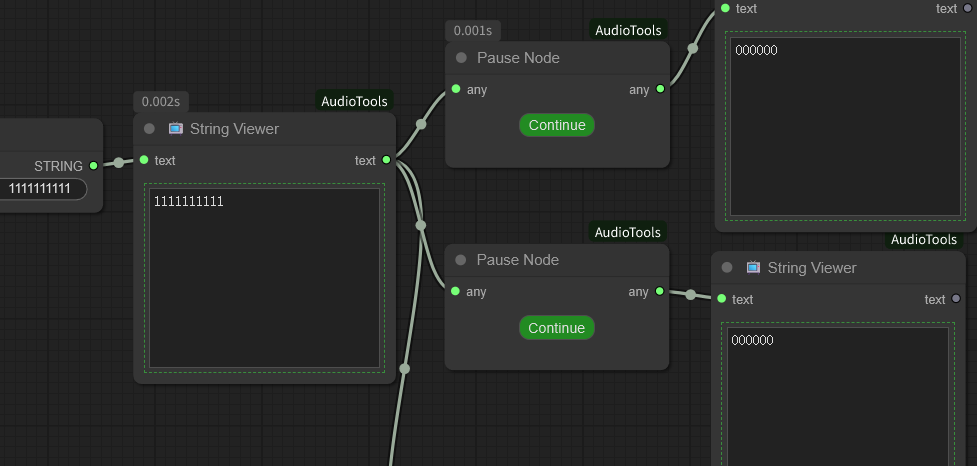 text
text
000000
0.001s
AudioTools
Pause Node
any
any
Continue
0.002s
AudioTools
String Viewer
text
text
1111111111
STRING
1111111111
AudioTools
Pause Node
any
any
Continue
AudioTools
String Viewer
text
text
000000